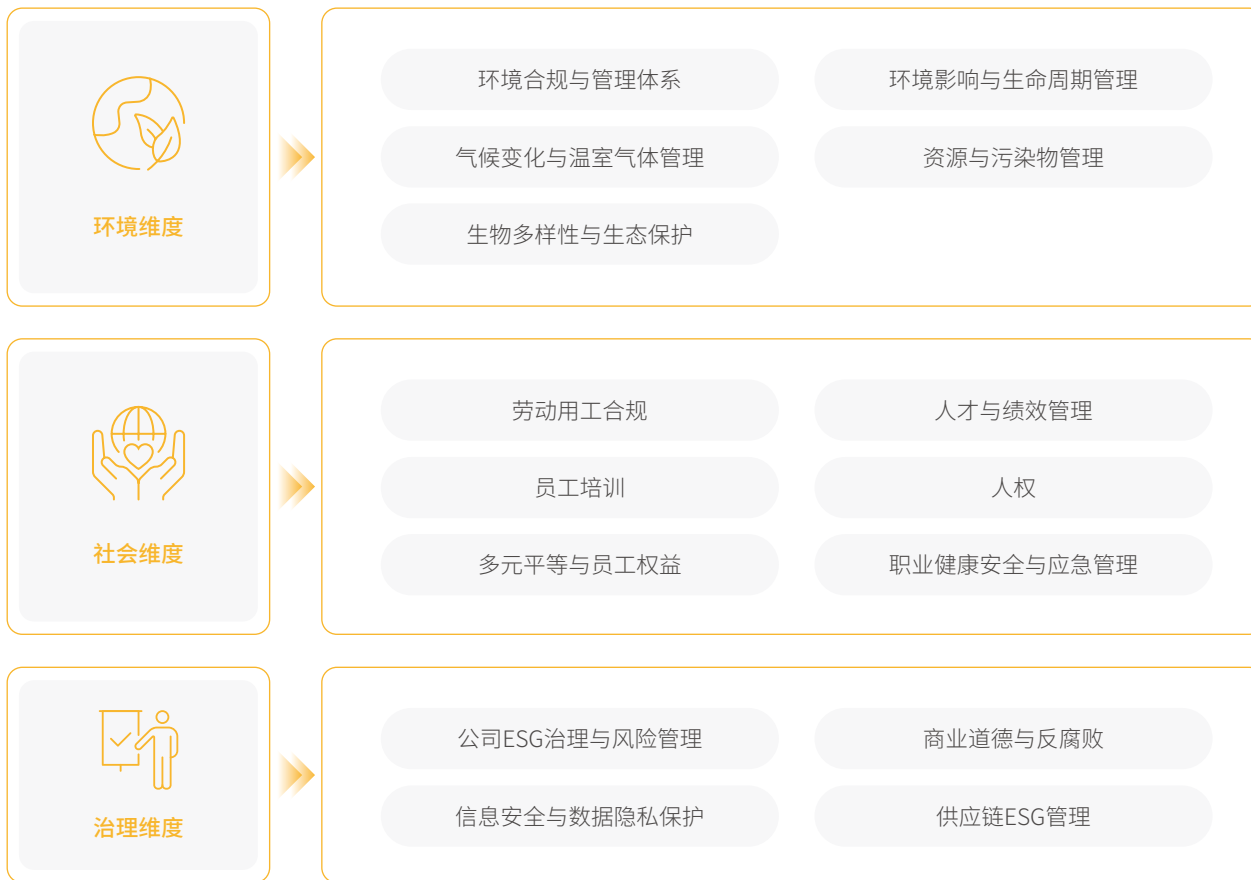 环境维度
环境合规与管理体系
环境影响与生命周期管理
气候变化与温室气体管理
资源与污染物管理
生物多样性与生态保护
社会维度
劳动用工合规
人才与绩效管理
员工培训
人权
多元平等与员工权益
职业健康安全与应急管理
治理维度
公司ESG治理与风险管理
商业道德与反腐败
信息安全与数据隐私保护
供应链ESG管理